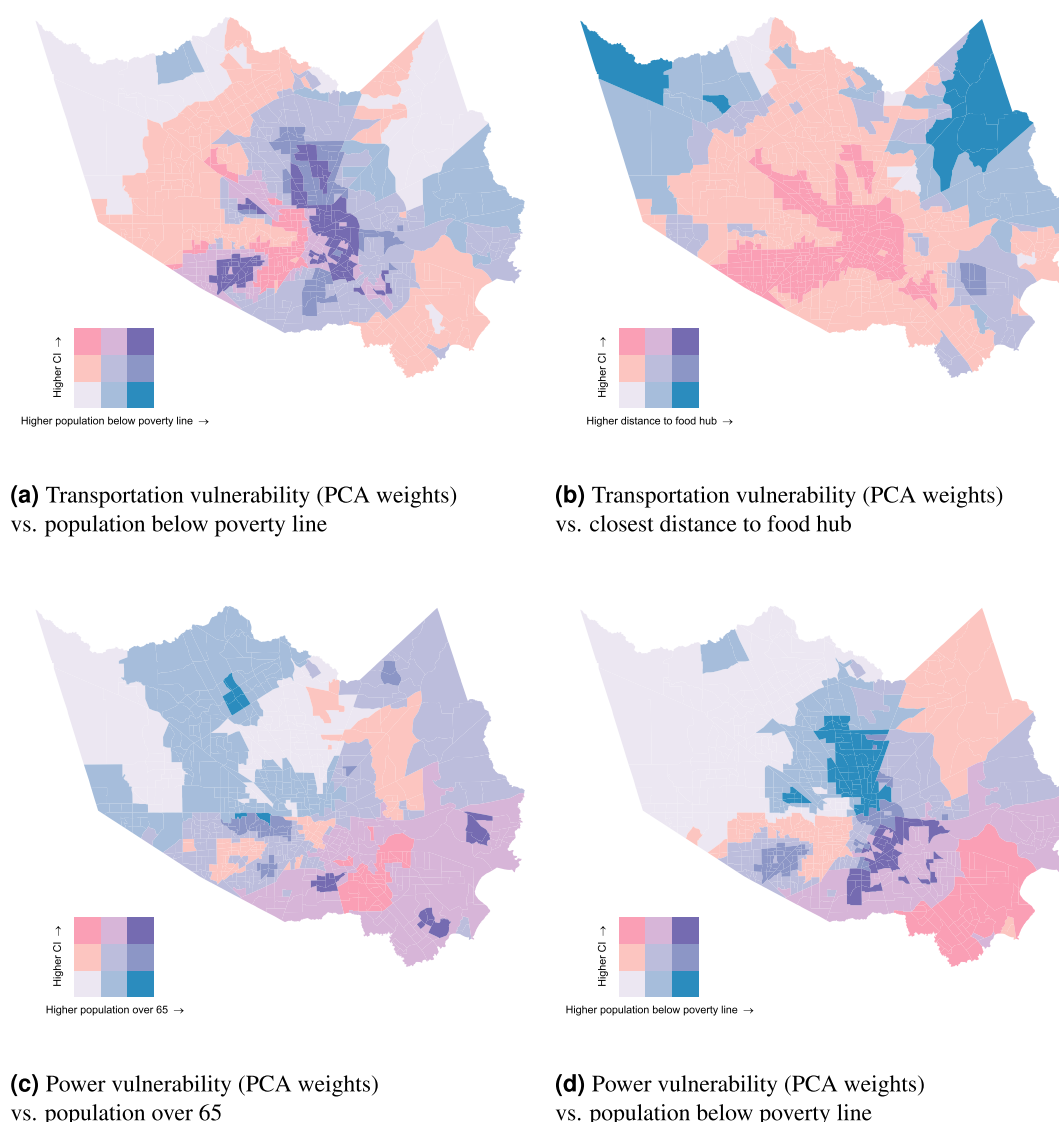 Higher CI →
Higher population below poverty line →
Higher CI →
Higher distance to food hub →
(a) Transportation vulnerability (PCA weights)
vs. population below poverty line
(b) Transportation vulnerability (PCA weights)
vs. closest distance to food hub
Higher CI →
Higher population over 65 →
Higher CI →
Higher population below poverty line →
(c) Power vulnerability (PCA weights)
vs. population over 65
(d) Power vulnerability (PCA weights)
vs. population below poverty line